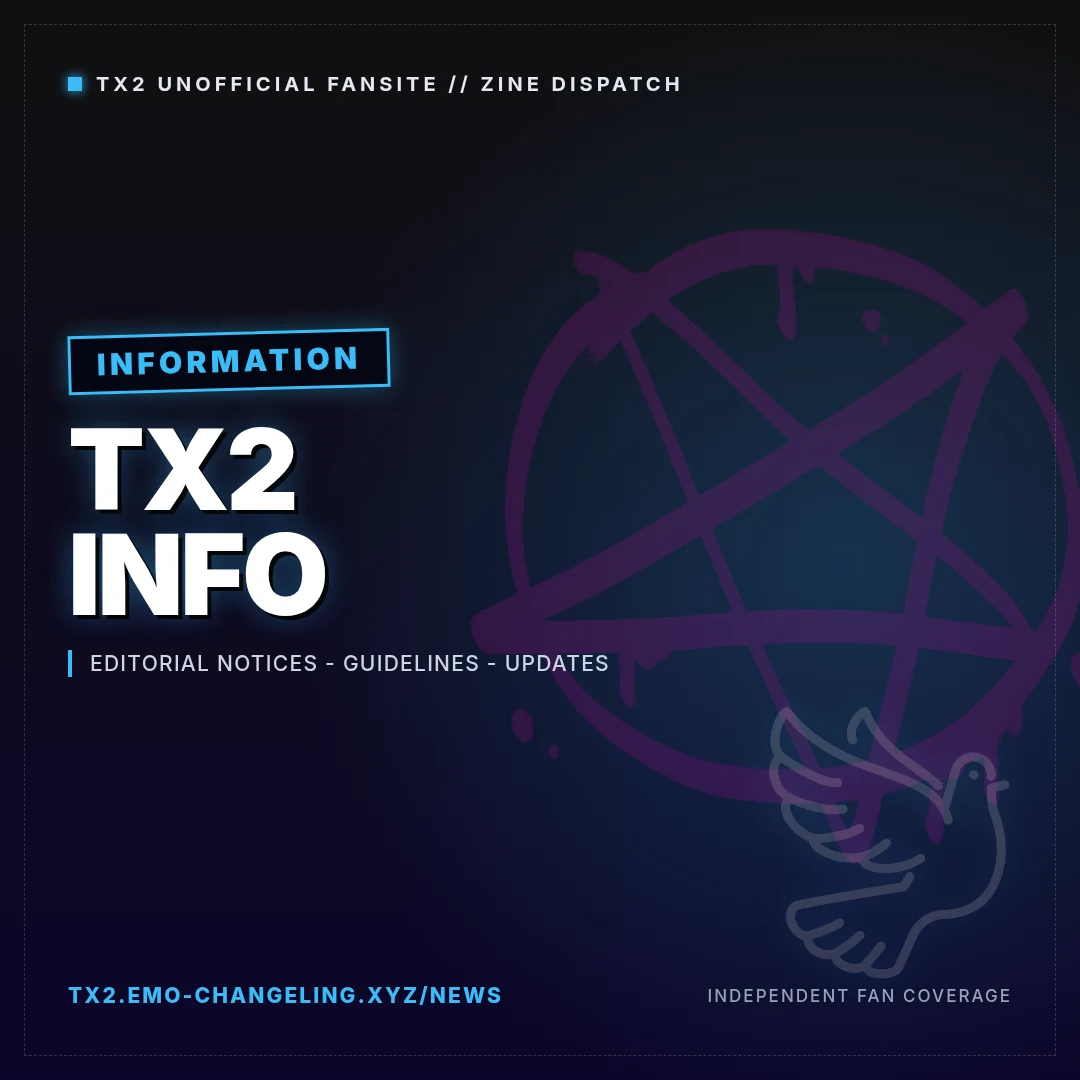 TX2 UNOFFICIAL FANSITE // ZINE DISPATCH
INFORMATION
TX2
INFO
EDITORIAL NOTICES - GUIDELINES - UPDATES
TX2.EMO-CHANGELING.XYZ/NEWS
INDEPENDENT FAN COVERAGE